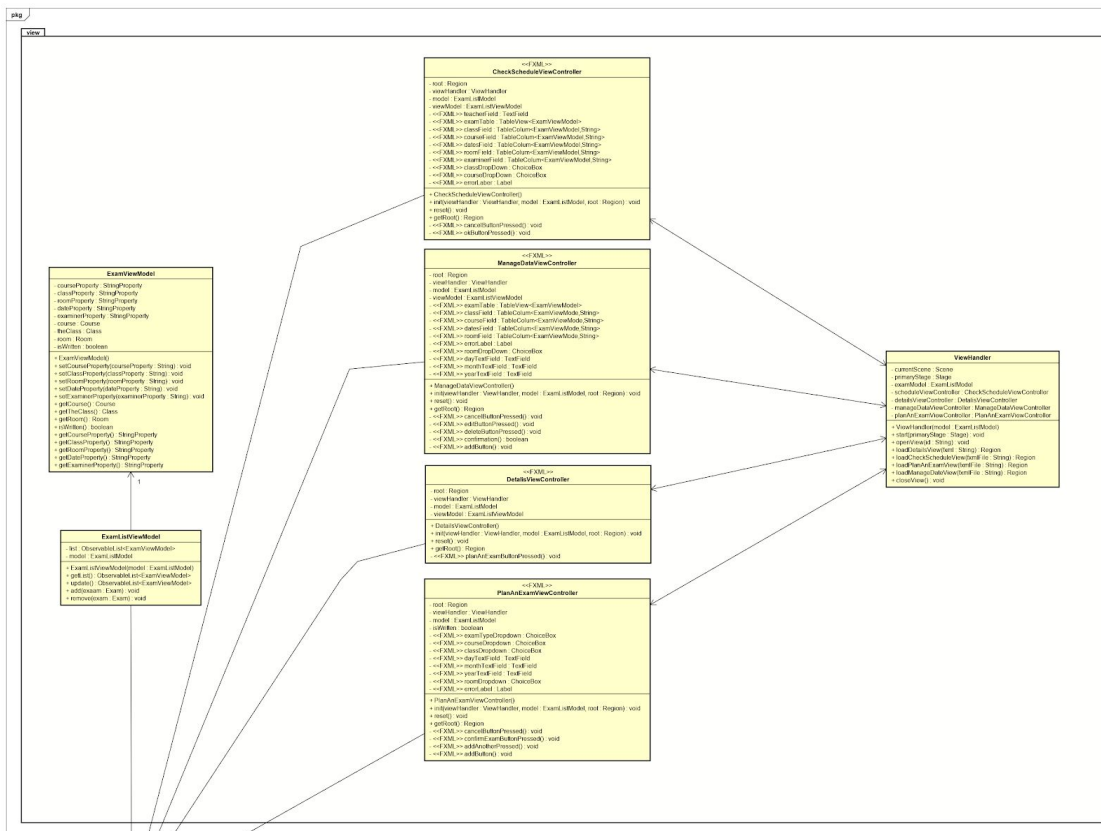 pkg
view
<<FXML>>
CheckScheduleViewController
- root : Region
- viewHandler : ViewHandler
- model : ExamListModel
- viewModel : ExamListViewModel
- <<FXML>> teacherField : TextField
- <<FXML>> examTable : TableView<ExamViewModel>
- <<FXML>> classField : TableColum<ExamViewModel,String>
- <<FXML>> courseField : TableColum<ExamViewModel,String>
- <<FXML>> datesField : TableColum<ExamViewModel,String>
- <<FXML>> roomField : TableColum<ExamViewModel,String>
- <<FXML>> examinerField : TableColum<ExamViewModel,String>
- <<FXML>> classDropDown : ChoiceBox
- <<FXML>> courseDropDown : ChoiceBox
- <<FXML>> errorLaber : Label
+ CheckScheduleViewController()
+ init(viewHandler : ViewHandler, model : ExamListModel, root : Region) : void
+ reset() : void
+ getRoot() : Region
- <<FXML>> cancelButtonPressed() : void
- <<FXML>> okButtonPressed() : void
<<FXML>>
ManageDataViewController
- root : Region
- viewHandler : ViewHandler
- model : ExamListModel
- viewModel : ExamListViewModel
- <<FXML>> examTable : TableView<ExamViewModel>
- <<FXML>> classField : TableColum<ExamViewMode,String>
- <<FXML>> courseField : TableColum<ExamViewMode,String>
- <<FXML>> datesField : TableColum<ExamViewMode,String>
- <<FXML>> roomField : TableColum<ExamViewMode,String>
- <<FXML>> errorLabel : Label
- <<FXML>> roomDropDown : ChoiceBox
- <<FXML>> dayTextField : TextField
- <<FXML>> monthTextField : TextField
- <<FXML>> yearTextField : TextField
+ ManageDataViewController()
+ init(viewHandler : ViewHandler, model : ExamListModel, root : Region) : void
+ reset() : void
+ getRoot() : Region
- <<FXML>> cancelButtonPressed() : void
- <<FXML>> editButtonPressed() : void
- <<FXML>> deleteButtonPressed() : void
- <<FXML>> confirmation() : boolean
- <<FXML>> addButton() : void
ExamViewModel
- courseProperty : StringProperty
- classProperty : StringProperty
- roomProperty : StringProperty
- dateProperty : StringProperty
- examinerProperty : StringProperty
- course : Course
- theClass : Class
- room : Room
- isWritten : boolean
+ ExamViewModel()
+ setCourseProperty(courseProperty : String) : void
+ setClassProperty(classProperty : String) : void
+ setRoomProperty(roomProperty : String) : void
+ setDateProperty(dateProperty : String) : void
+ setExaminerProperty(examinerProperty : String) : void
+ getCourse() : Course
+ getTheClass() : Class
+ getRoom() : Room
+ isWritten() : boolean
+ getCourseProperty() : StringProperty
+ getClassProperty() : StringProperty
+ getRoomProperty() : StringProperty
+ getDateProperty() : StringProperty
+ getExaminerProperty() : StringProperty
1
ViewHandler
- currentScene : Scene
- primaryStage : Stage
- examModel : ExamListModel
- scheduleViewController : CheckScheduleViewController
- detailsViewController : DetailsViewController
- manageDataViewController : ManageDataViewController
- planAnExamViewController : PlanAnExamViewController
+ ViewHandler(model : ExamListModel)
+ start(primaryStage : Stage) : void
+ openView(id : String) : void
+ loadDetailsView(fxml : String) : Region
+ loadCheckScheduleView(fxmlFile : String) : Region
+ loadPlanAnExamView(fxmlFile : String) : Region
+ loadManageDateView(fxmlFile : String) : Region
+ closeView() : void
<<FXML>>
DetailsViewController
- root : Region
- viewHandler : ViewHandler
- model : ExamListModel
- viewModel : ExamListViewModel
+ DetailsViewController()
+ init(viewHandler : ViewHandler, model : ExamListModel, root : Region) : void
+ reset() : void
+ getRoot() : Region
- <<FXML>> planAnExamButtonPressed() : void
ExamListViewModel
- list : ObservableList<ExamViewModel>
- model : ExamListModel
+ ExamListViewModel(model : ExamListModel)
+ getList() : ObservableList<ExamViewModel>
+ update() : ObservableList<ExamViewModel>
+ add(exaam : Exam) : void
+ remove(exam : Exam) : void
<<FXML>>
PlanAnExamViewController
- root : Region
- viewHandler : ViewHandler
- model : ExamListModel
- isWritten : boolean
- <<FXML>> examTypeDropdown : ChoiceBox
- <<FXML>> courseDropdown : ChoiceBox
- <<FXML>> classDropdown : ChoiceBox
- <<FXML>> dayTextField : TextField
- <<FXML>> monthTextField : TextField
- <<FXML>> yearTextField : TextField
- <<FXML>> roomDropdown : ChoiceBox
- <<FXML>> errorLabel : Label
+ PlanAnExamViewController()
+ init(viewHandler : ViewHandler, model : ExamListModel, root : Region) : void
+ reset() : void
+ getRoot() : Region
- <<FXML>> cancelButtonPressed() : void
- <<FXML>> confirmExamButtonPressed() : void
- <<FXML>> addAnotherPressed() : void
- <<FXML>> addButton() : void